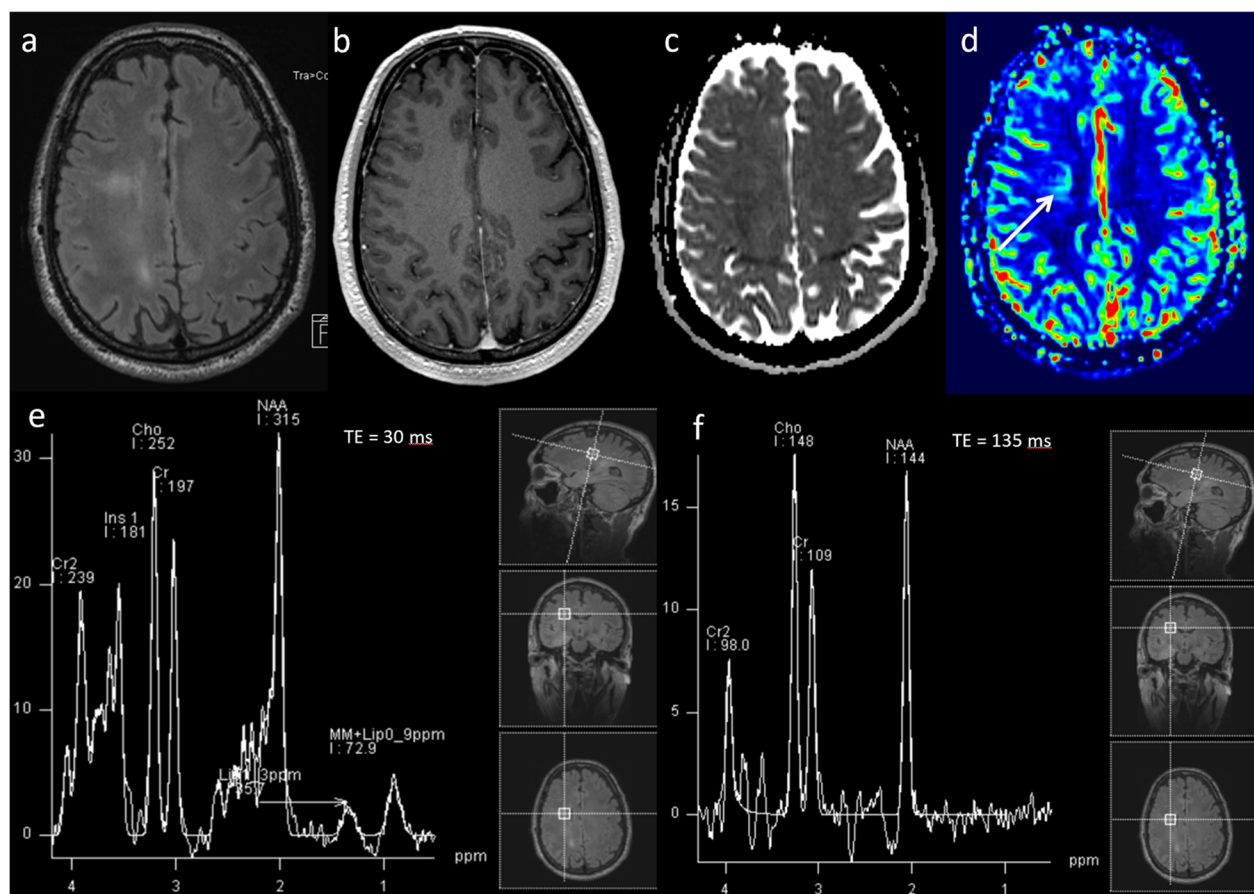 a
b
c
d
Tra>Co
F
e
Cho
I : 252
NAA
I : 315
TE = 30 ms
Cr
I : 197
Ins 1
I : 181
Cr2
I : 239
MM+Lip0_9ppm
I : 72.9
3ppm
30
20
10
0
ppm
4
3
2
1
f
Cho
I : 148
NAA
I : 144
TE = 135 ms
Cr
I : 109
Cr2
I : 98.0
15
10
5
0
ppm
4
3
2
1